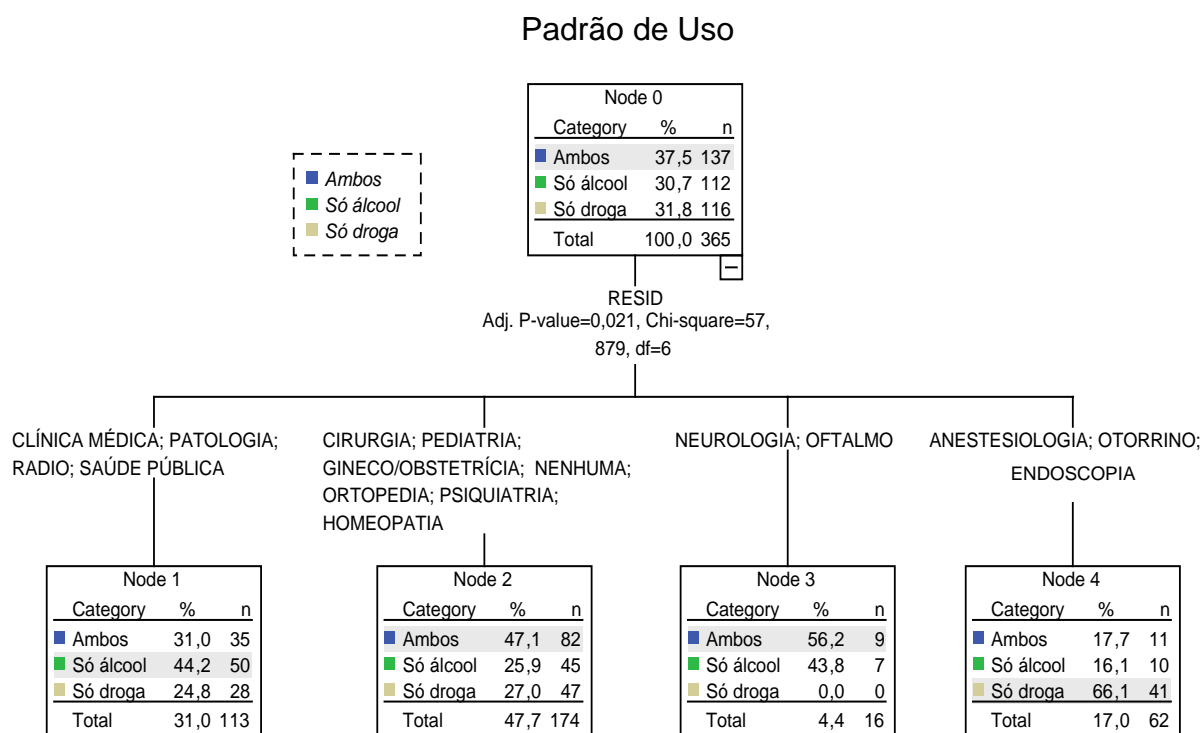 Padrão de Uso
Node 0
Category % n
Ambos 37,5 137
Só álcool 30,7 112
Só droga 31,8 116
Total 100,0 365
Ambos
Só álcool
Só droga
RESID
Adj. P-value=0,021, Chi-square=57,
879, df=6
CLÍNICA MÉDICA; PATOLOGIA;
RADIO; SAÚDE PÚBLICA
CIRURGIA; PEDIATRIA;
GINECO/OBSTETRÍCIA; NENHUMA;
ORTOPEDIA; PSIQUIATRIA;
HOMEOPATIA
NEUROLOGIA; OFTALMO
ANESTESIOLOGIA; OTORRINO;
ENDOSCOPIA
Node 1
Category % n
Ambos 31,0 35
Só álcool 44,2 50
Só droga 24,8 28
Total 31,0 113
Node 2
Category % n
Ambos 47,1 82
Só álcool 25,9 45
Só droga 27,0 47
Total 47,7 174
Node 3
Category % n
Ambos 56,2 9
Só álcool 43,8 7
Só droga 0,0 0
Total 4,4 16
Node 4
Category % n
Ambos 17,7 11
Só álcool 16,1 10
Só droga 66,1 41
Total 17,0 62